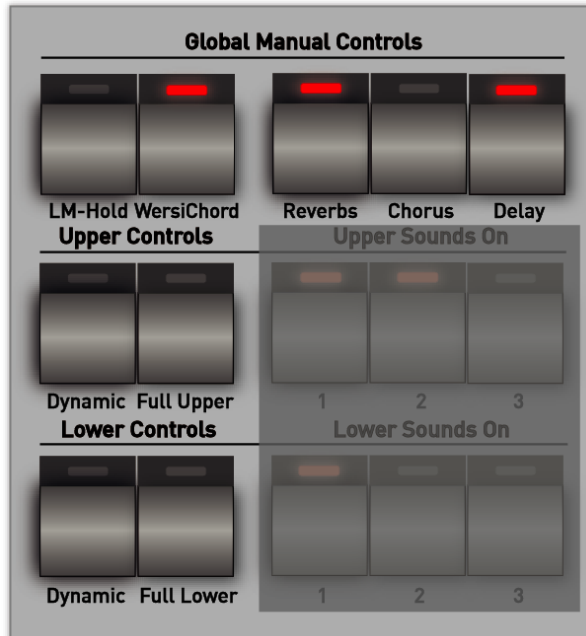 Global Manual Controls
LM-Hold WersiChord Reverbs Chorus Delay
Upper Controls Upper Sounds On
Dynamic Full Upper 1 2 3
Lower Controls Lower Sounds On
Dynamic Full Lower 1 2 3